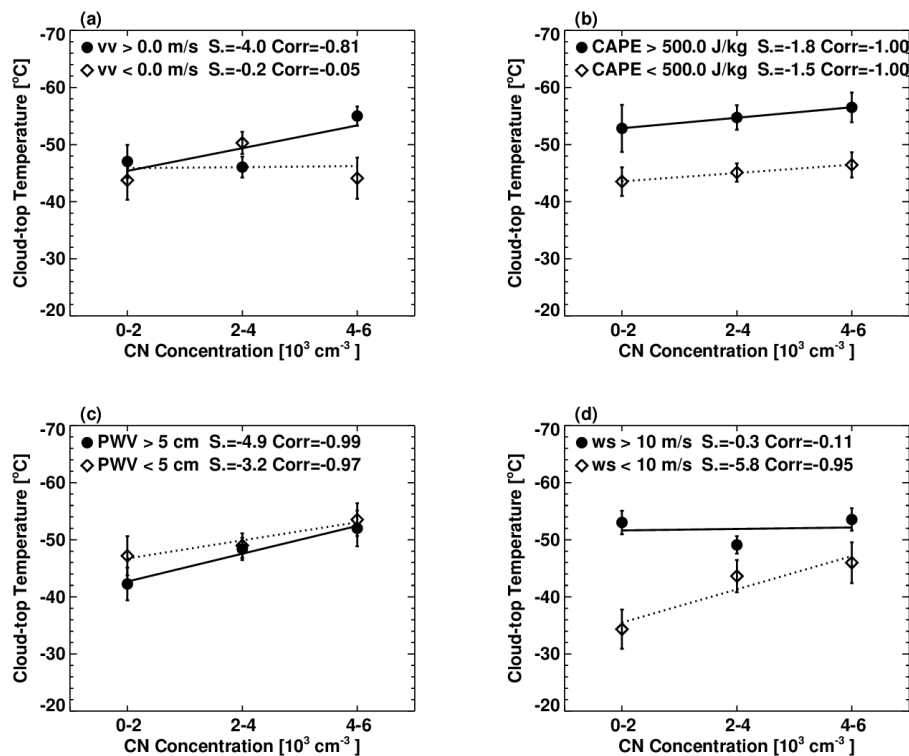 (a)
vv > 0.0 m/s S.=-4.0 Corr=-0.81
vv < 0.0 m/s S.=-0.2 Corr=-0.05
-70
-60
-50
-40
-30
-20
Cloud-top Temperature [°C]
0-2 2-4 4-6
CN Concentration [10³ cm⁻³ ]
(b)
CAPE > 500.0 J/kg S.=-1.8 Corr=-1.00
CAPE < 500.0 J/kg S.=-1.5 Corr=-1.00
-70
-60
-50
-40
-30
-20
Cloud-top Temperature [°C]
0-2 2-4 4-6
CN Concentration [10³ cm⁻³ ]
(c)
PWV > 5 cm S.=-4.9 Corr=-0.99
PWV < 5 cm S.=-3.2 Corr=-0.97
-70
-60
-50
-40
-30
-20
Cloud-top Temperature [°C]
0-2 2-4 4-6
CN Concentration [10³ cm⁻³ ]
(d)
ws > 10 m/s S.=-0.3 Corr=-0.11
ws < 10 m/s S.=-5.8 Corr=-0.95
-70
-60
-50
-40
-30
-20
Cloud-top Temperature [°C]
0-2 2-4 4-6
CN Concentration [10³ cm⁻³ ]